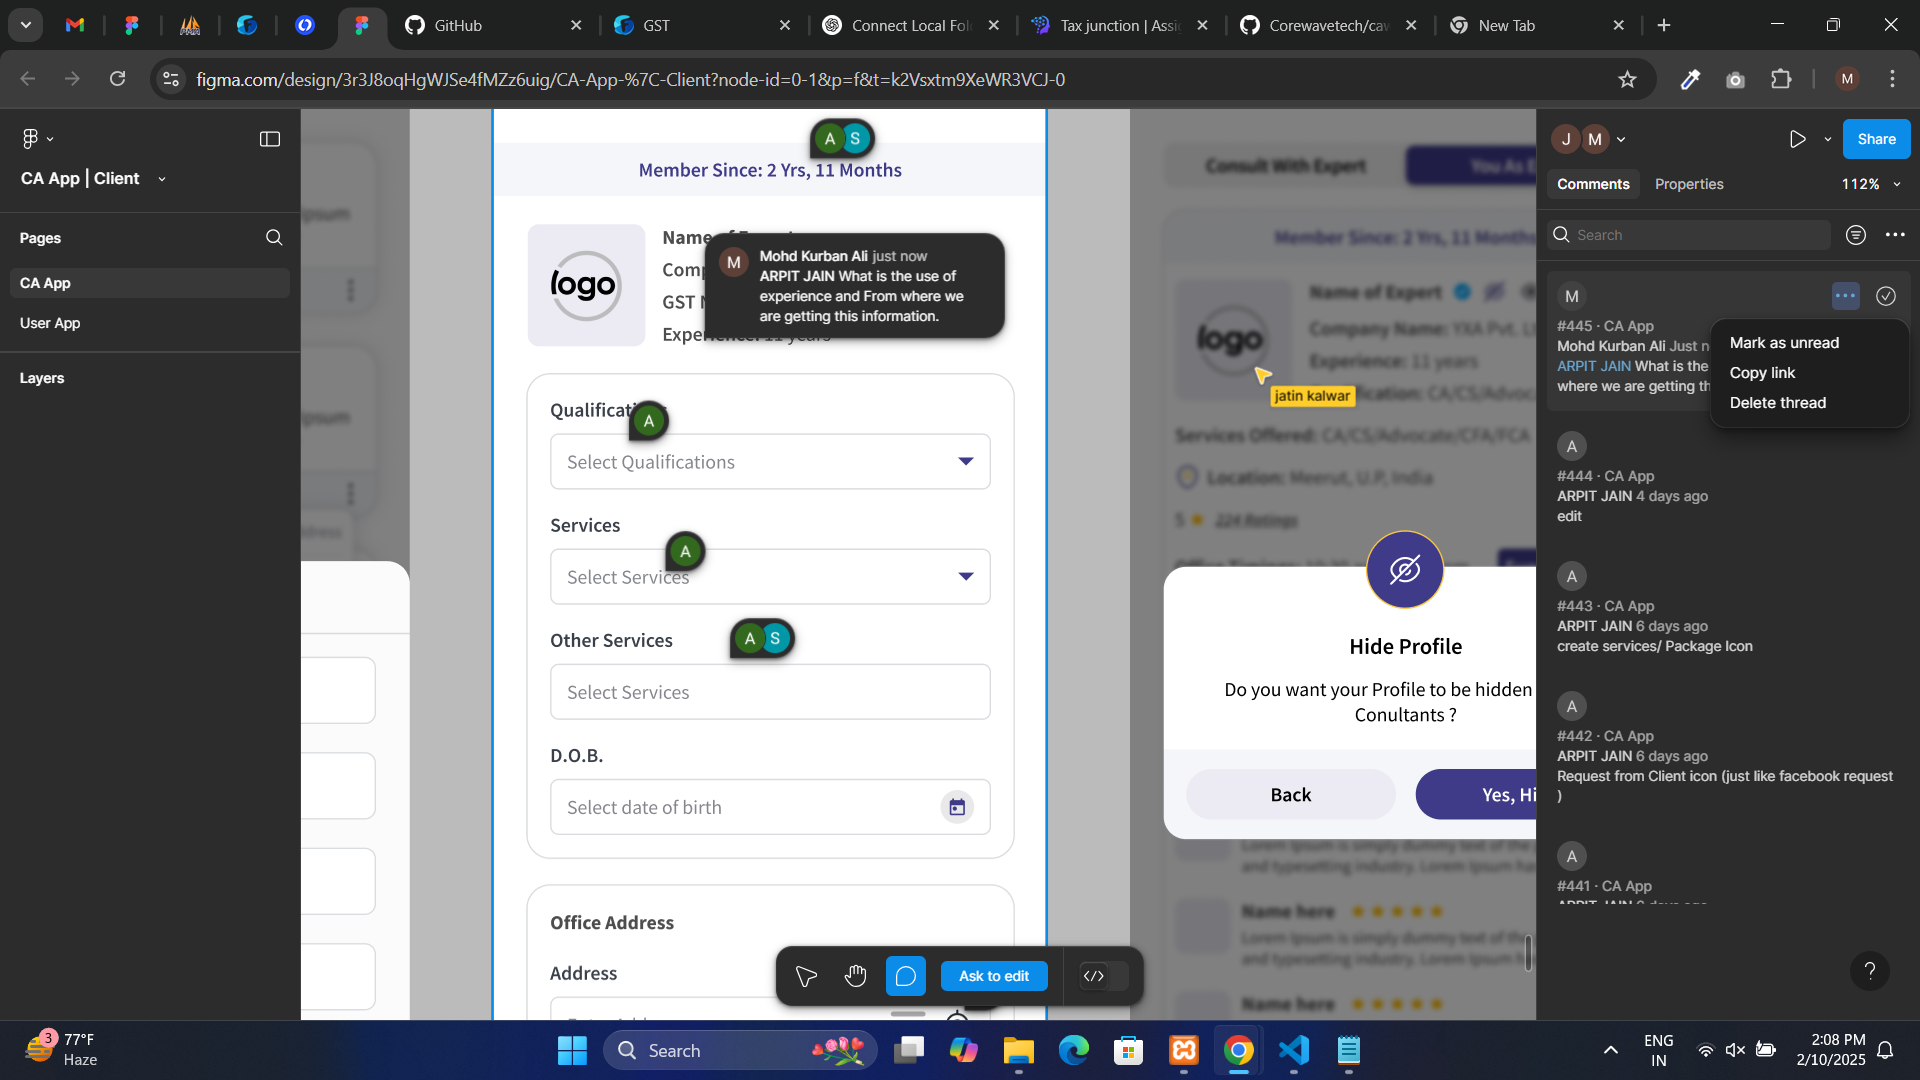 GitHub
GST
Connect Local Fol
Tax junction | Assi
Corewavetech/caw
New Tab
figma.com/design/3r3J8oqHgWJSe4fMZz6uig/CA-App-%7C-Client?node-id=0-1&p=f&t=k2Vsxtm9XeWR3VCJ-0
M
CA App | Client
Pages
CA App
User App
Layers
A S
Member Since: 2 Yrs, 11 Months
logo
Name of Expert
Comp
GST N
Experience: 11 years
M
Mohd Kurban Ali just now
ARPIT JAIN What is the use of
experience and From where we
are getting this information.
Qualificati
A
Select Qualifications
Services
A
Select Services
Other Services
A S
Select Services
D.O.B.
Select date of birth
Office Address
Address
Ask to edit
Consult With Expert
You As E
Member Since: 2 Yrs, 11 Months
logo
Name of Expert
Company Name: YXA Pvt. Lt
Experience: 11 years
jatin kalwar
fication: CA/CS/Advoca
Services Offered: CA/CS/Advocate/CFA/FCA
Location: Meerut, U.P, India
5 224 Ratings
Hide Profile
Do you want your Profile to be hidden
Conultants ?
Back
Yes, Hi
and typesetting industry. Lorem Ipsum ha
Name here
Lorem Ipsum is simply dummy text of the
and typesetting industry. Lorem Ipsum h
Name here
J M
Share
Comments
Properties
112%
Search
M
#445 · CA App
Mohd Kurban Ali Just n
ARPIT JAIN What is the
where we are getting th
Mark as unread
Copy link
Delete thread
A
#444 · CA App
ARPIT JAIN 4 days ago
edit
A
#443 · CA App
ARPIT JAIN 6 days ago
create services/ Package Icon
A
#442 · CA App
ARPIT JAIN 6 days ago
Request from Client icon (just like facebook request
)
A
#441 · CA App
?
3
77°F
Haze
Search
ENG
IN
2:08 PM
2/10/2025